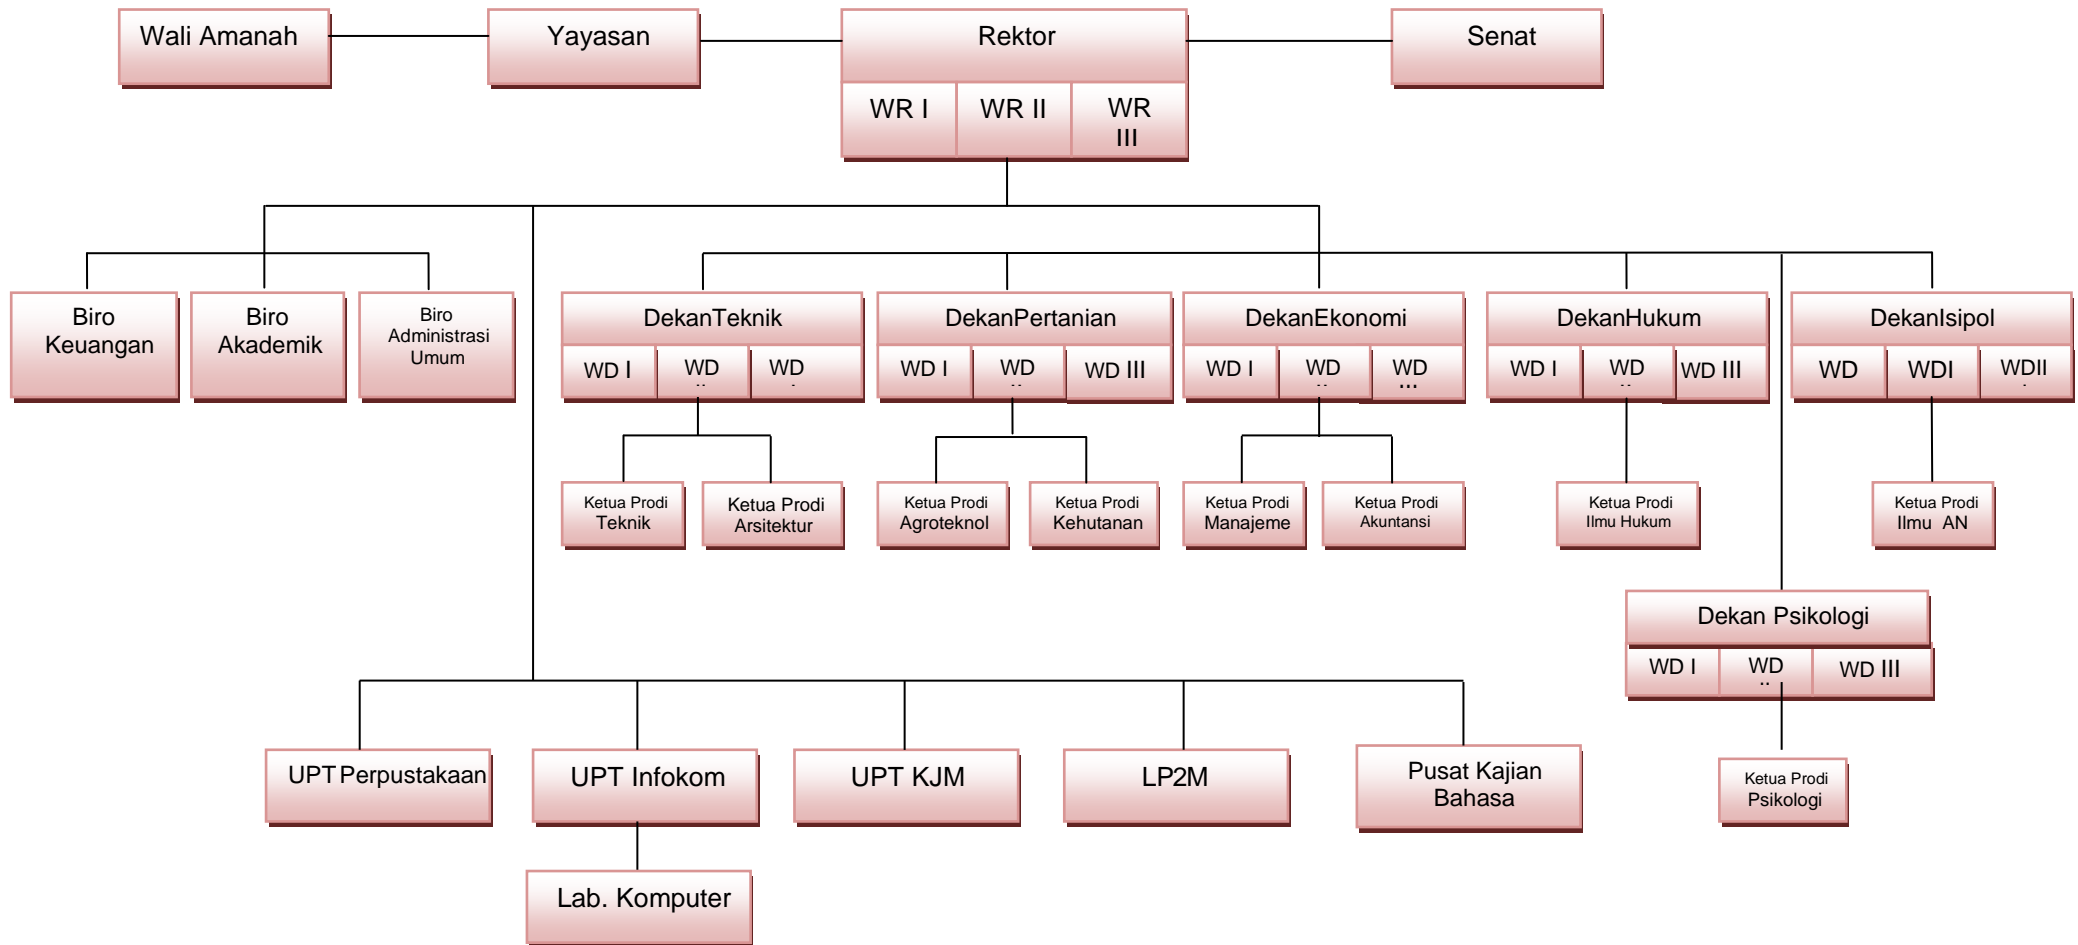 Wali Amanah
Yayasan
Rektor
Senat
WR I
WR II
WR
III
Biro
Keuangan
Biro
Akademik
Biro
Administrasi
Umum
DekanTeknik
WD I
WD
WD
DekanPertanian
WD I
WD
WD III
DekanEkonomi
WD I
WD
WD
DekanHukum
WD I
WD
WD III
DekanIsipol
WD
WDI
WDII
Ketua Prodi
Teknik
Ketua Prodi
Arsitektur
Ketua Prodi
Agroteknol
Ketua Prodi
Kehutanan
Ketua Prodi
Manajeme
Ketua Prodi
Akuntansi
Ketua Prodi
Ilmu Hukum
Ketua Prodi
Ilmu AN
Dekan Psikologi
WD I
WD
WD III
UPT Perpustakaan
UPT Infokom
UPT KJM
LP2M
Pusat Kajian
Bahasa
Ketua Prodi
Psikologi
Lab. Komputer